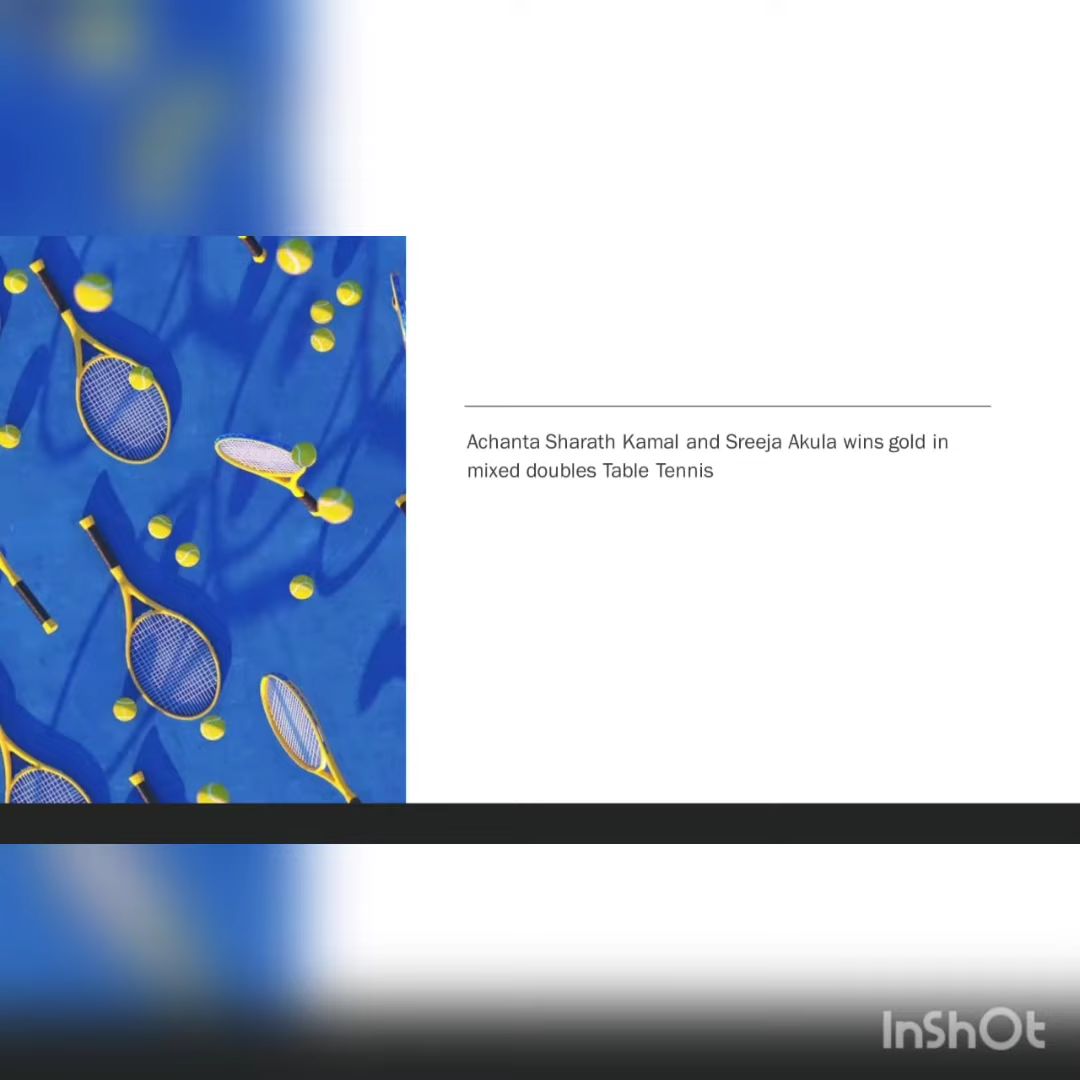 Achanta Sharath Kamal and Sreeja Akula wins gold in
mixed doubles Table Tennis
InShOt